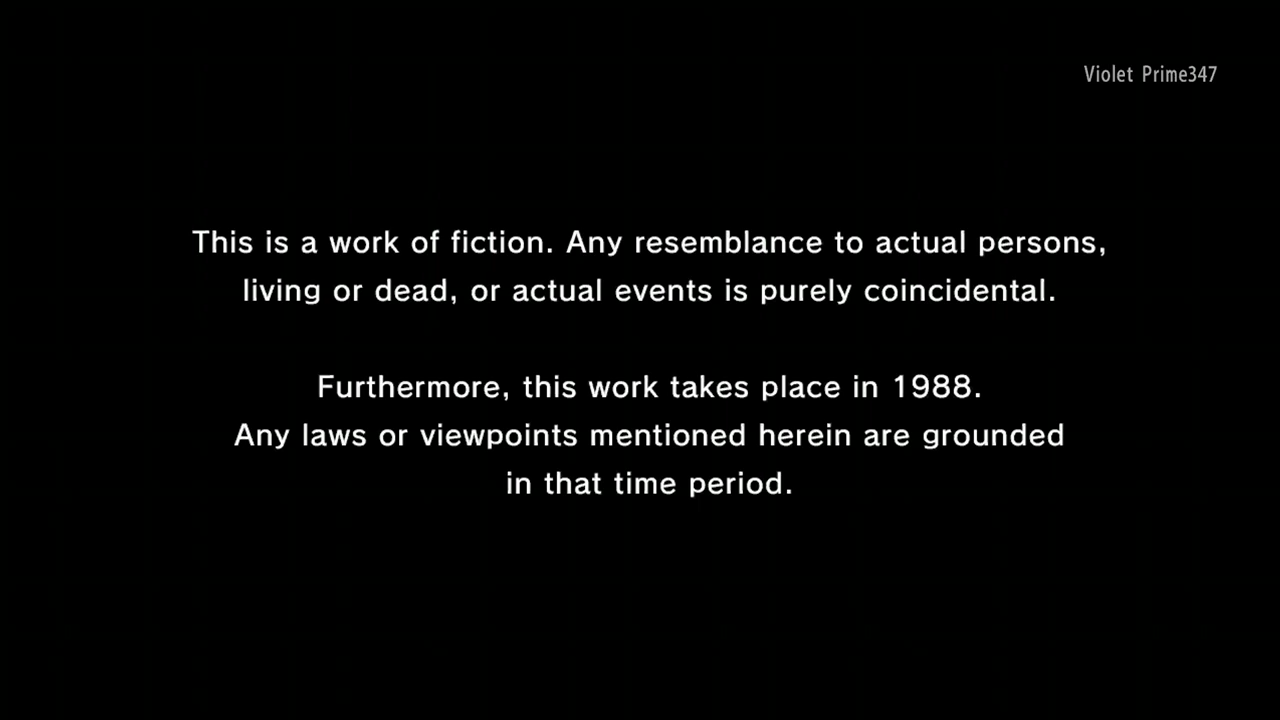 Violet Prime347
This is a work of fiction. Any resemblance to actual persons,
living or dead, or actual events is purely coincidental.
Furthermore, this work takes place in 1988.
Any laws or viewpoints mentioned herein are grounded
in that time period.